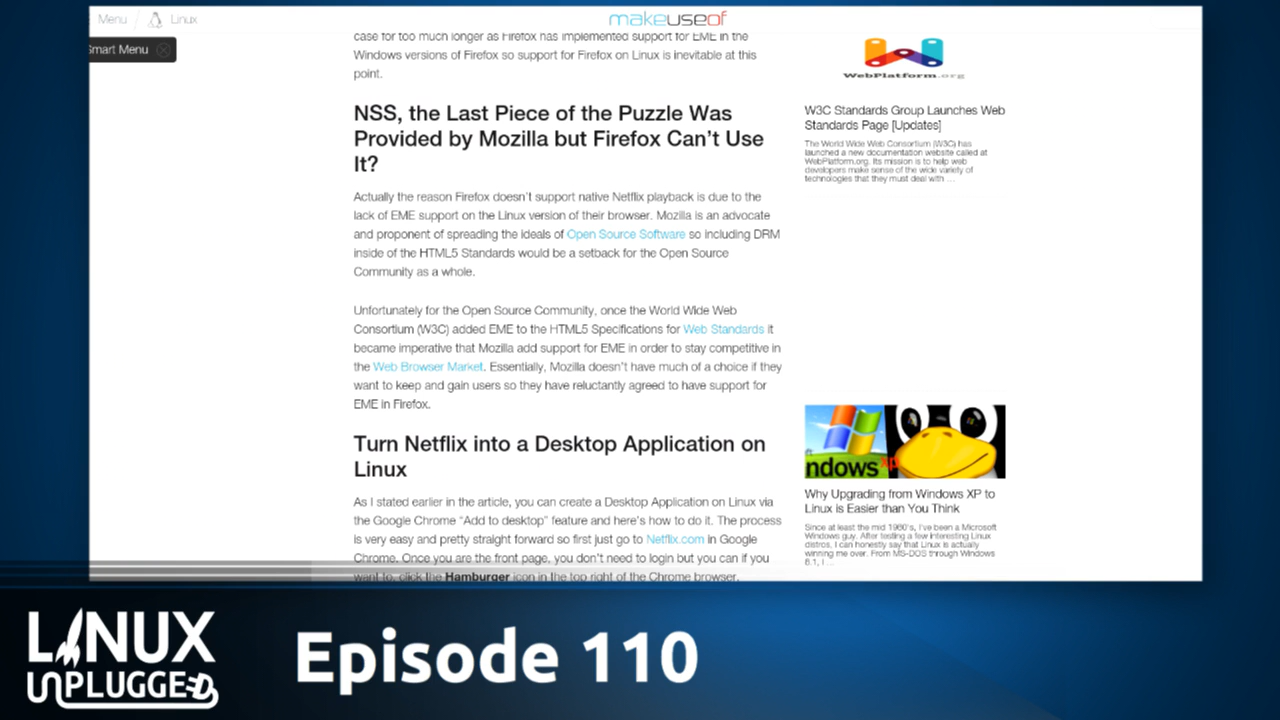 Menu
Linux
makeuseof
Smart Menu
case for too much longer as Firefox has implemented support for EME in the
Windows versions of Firefox so support for Firefox on Linux is inevitable at this
point.
NSS, the Last Piece of the Puzzle Was
Provided by Mozilla but Firefox Can't Use
It?
Actually the reason Firefox doesn't support native Netflix playback is due to the
lack of EME support on the Linux version of their browser. Mozilla is an advocate
and proponent of spreading the ideals of Open Source Software so including DRM
inside of the HTML5 Standards would be a setback for the Open Source
Community as a whole.
Unfortunately for the Open Source Community, once the World Wide Web
Consortium (W3C) added EME to the HTML5 Specifications for Web Standards it
became imperative that Mozilla add support for EME in order to stay competitive in
the Web Browser Market. Essentially, Mozilla doesn't have much of a choice if they
want to keep and gain users so they have reluctantly agreed to have support for
EME in Firefox.
Turn Netflix into a Desktop Application on
Linux
As I stated earlier in the article, you can create a Desktop Application on Linux via
the Google Chrome "Add to desktop" feature and here's how to do it. The process
is very easy and pretty straight forward so first just go to Netflix.com in Google
Chrome. Once you are the front page, you don't need to login but you can if you
want to, click the Hamburger icon in the top right of the Chrome browser.
WebPlatform.org
W3C Standards Group Launches Web
Standards Page [Updates]
The World Wide Web Consortium (W3C) has
launched a new documentation website called at
WebPlatform.org. Its mission is to help web
developers make sense of the wide variety of
technologies that they must deal with ...
ndows xp
Why Upgrading from Windows XP to
Linux is Easier than You Think
Since at least the mid 1980's, I've been a Microsoft
Windows guy. After testing a few interesting Linux
distros, I can honestly say that Linux is actually
winning me over. From MS-DOS through Windows
8.1, I ...
LINUX
UNPLUGGED
Episode 110